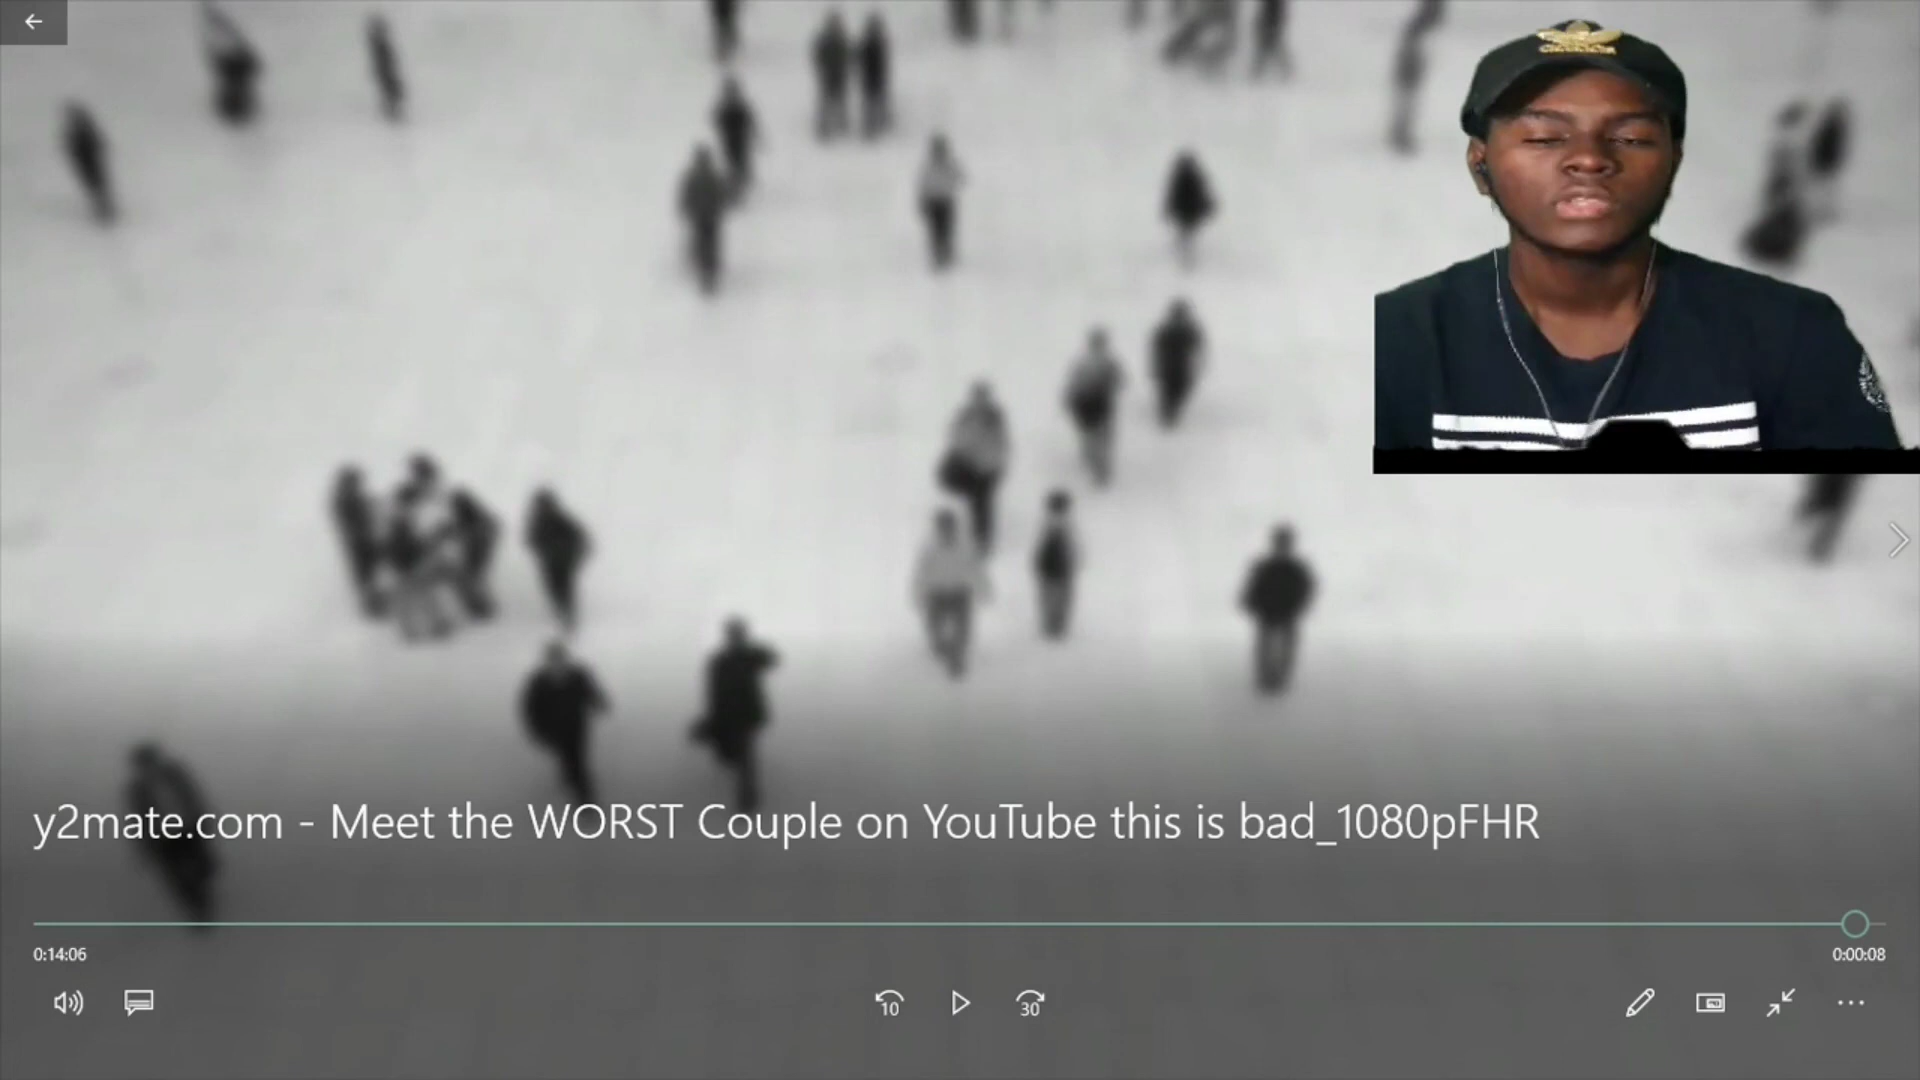 y2mate.com - Meet the WORST Couple on YouTube this is bad_1080pFHR
0:14:06
0:00:08
10
30